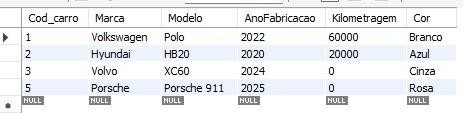 Cod_carro Marca Modelo AnoFabricacao Kilometragem Cor
1 Volkswagen Polo 2022 60000 Branco
2 Hyundai HB20 2020 20000 Azul
3 Volvo XC60 2024 0 Cinza
5 Porsche Porsche 911 2025 0 Rosa
NULL NULL NULL NULL NULL NULL